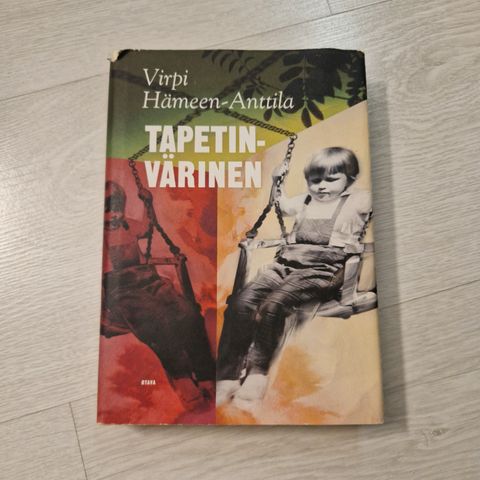 Virpi
Hämeen-Anttila
TAPETIN-
VÄRINEN
OTAVA